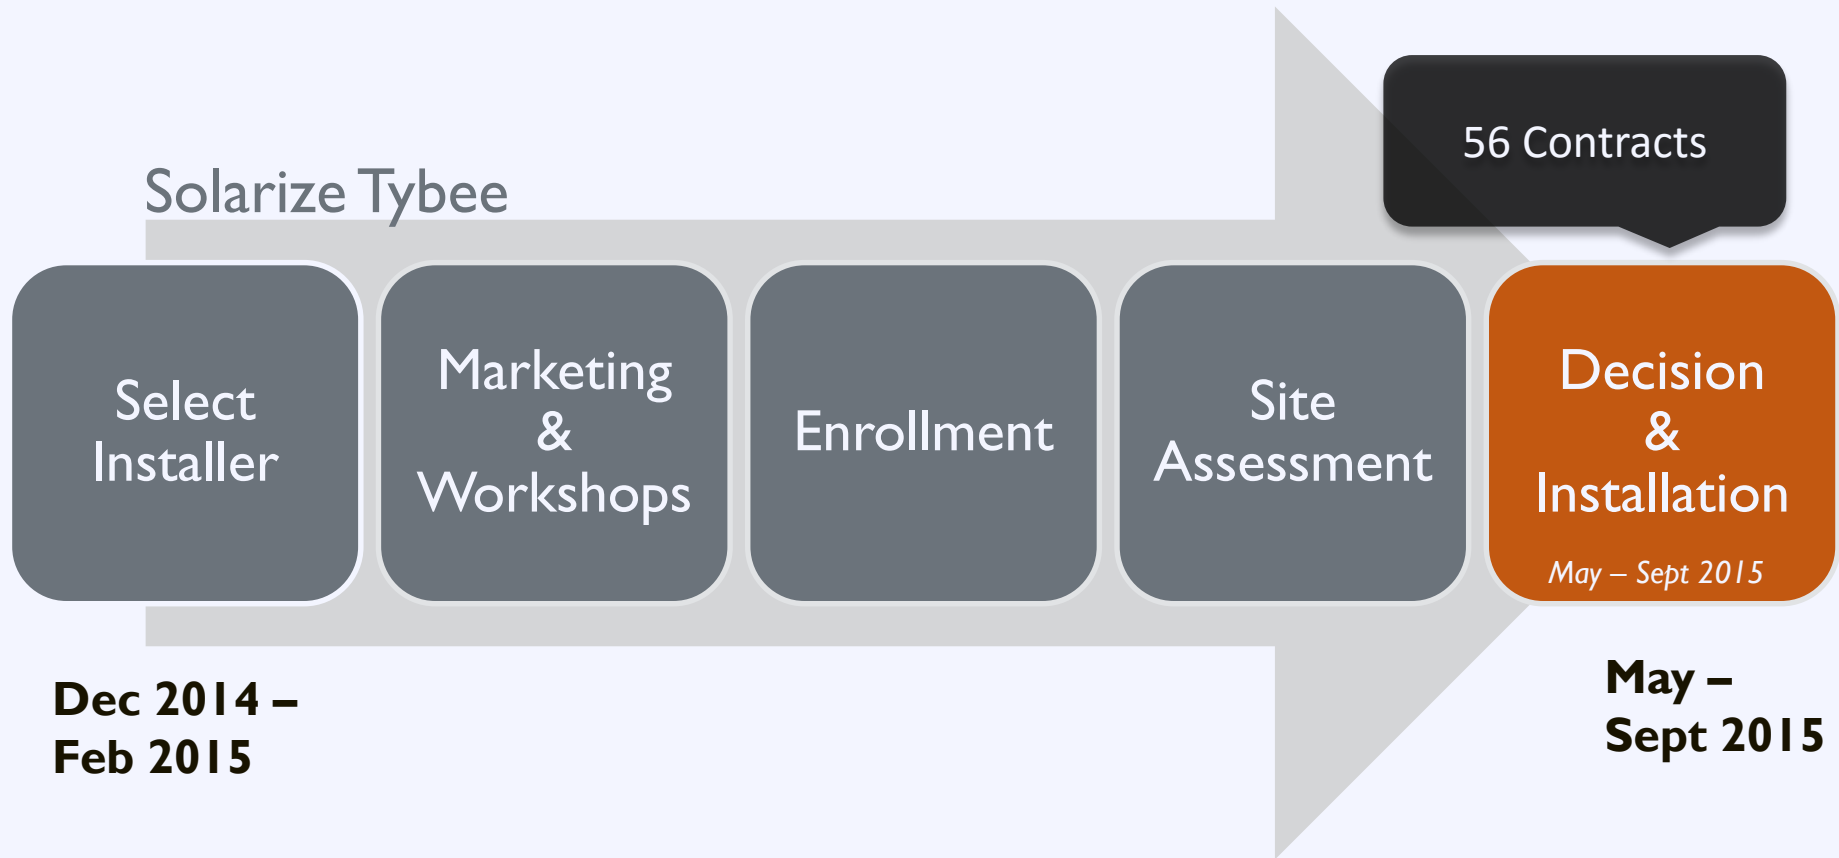 56 Contracts
Solarize Tybee
Select
Installer
Marketing
&
Workshops
Enrollment
Site
Assessment
Decision
&
Installation
May – Sept 2015
Dec 2014 –
Feb 2015
May –
Sept 2015